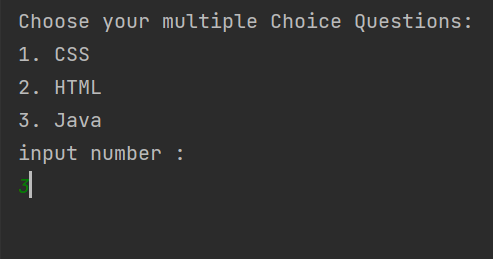 Choose your multiple Choice Questions:
1. CSS
2. HTML
3. Java
input number :
3